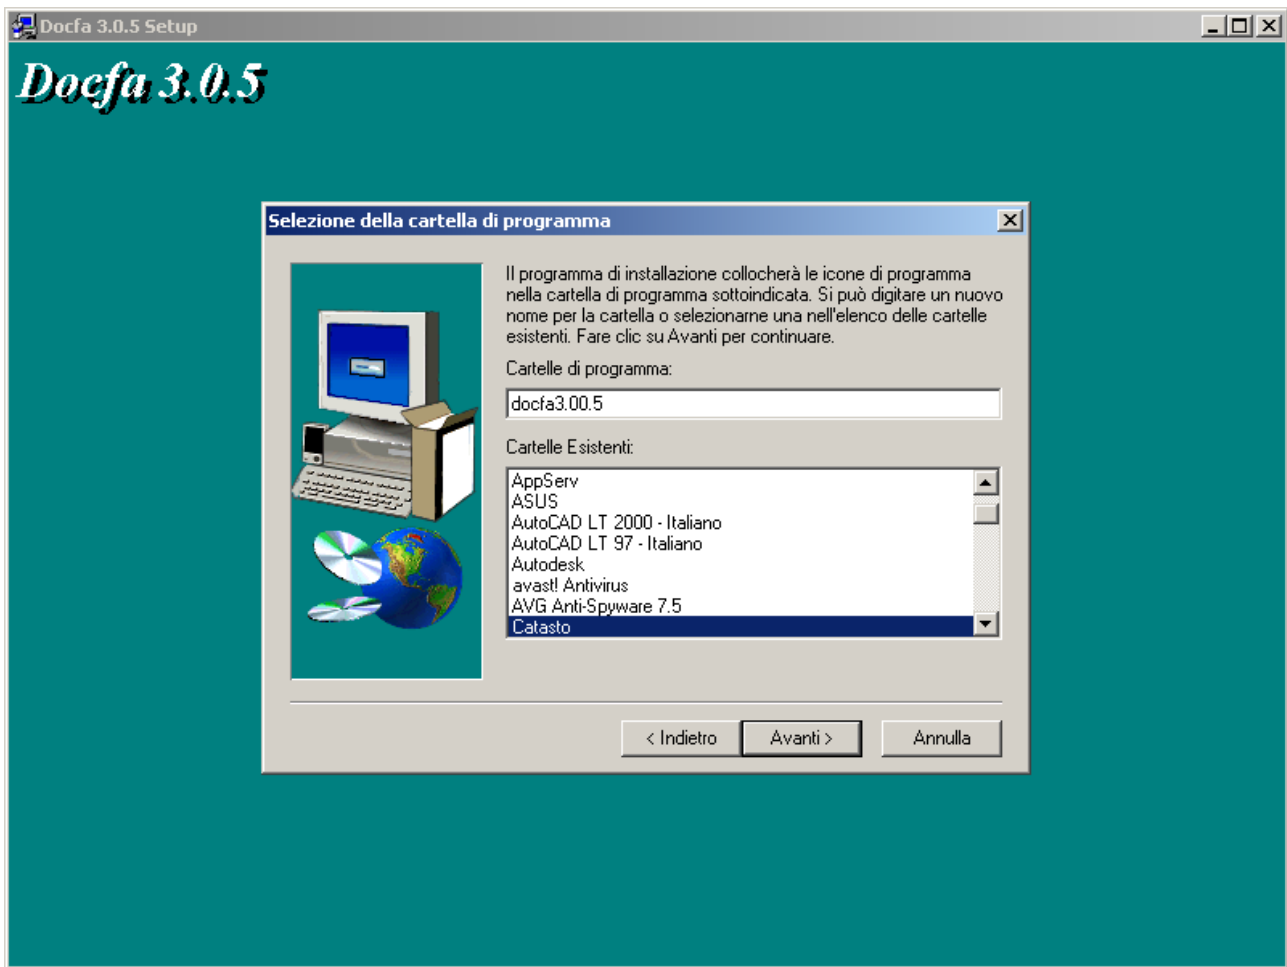 Docfa 3.0.5 Setup
Docfa 3.0.5
Selezione della cartella di programma
Il programma di installazione collocherà le icone di programma
nella cartella di programma sottoindicata. Si può digitare un nuovo
nome per la cartella o selezionarne una nell'elenco delle cartelle
esistenti. Fare clic su Avanti per continuare.
Cartelle di programma:
docfa3.00.5
Cartelle Esistenti:
AppServ
ASUS
AutoCAD LT 2000 - Italiano
AutoCAD LT 97 - Italiano
Autodesk
avast! Antivirus
AVG Anti-Spyware 7.5
Catasto
< Indietro
Avanti >
Annulla